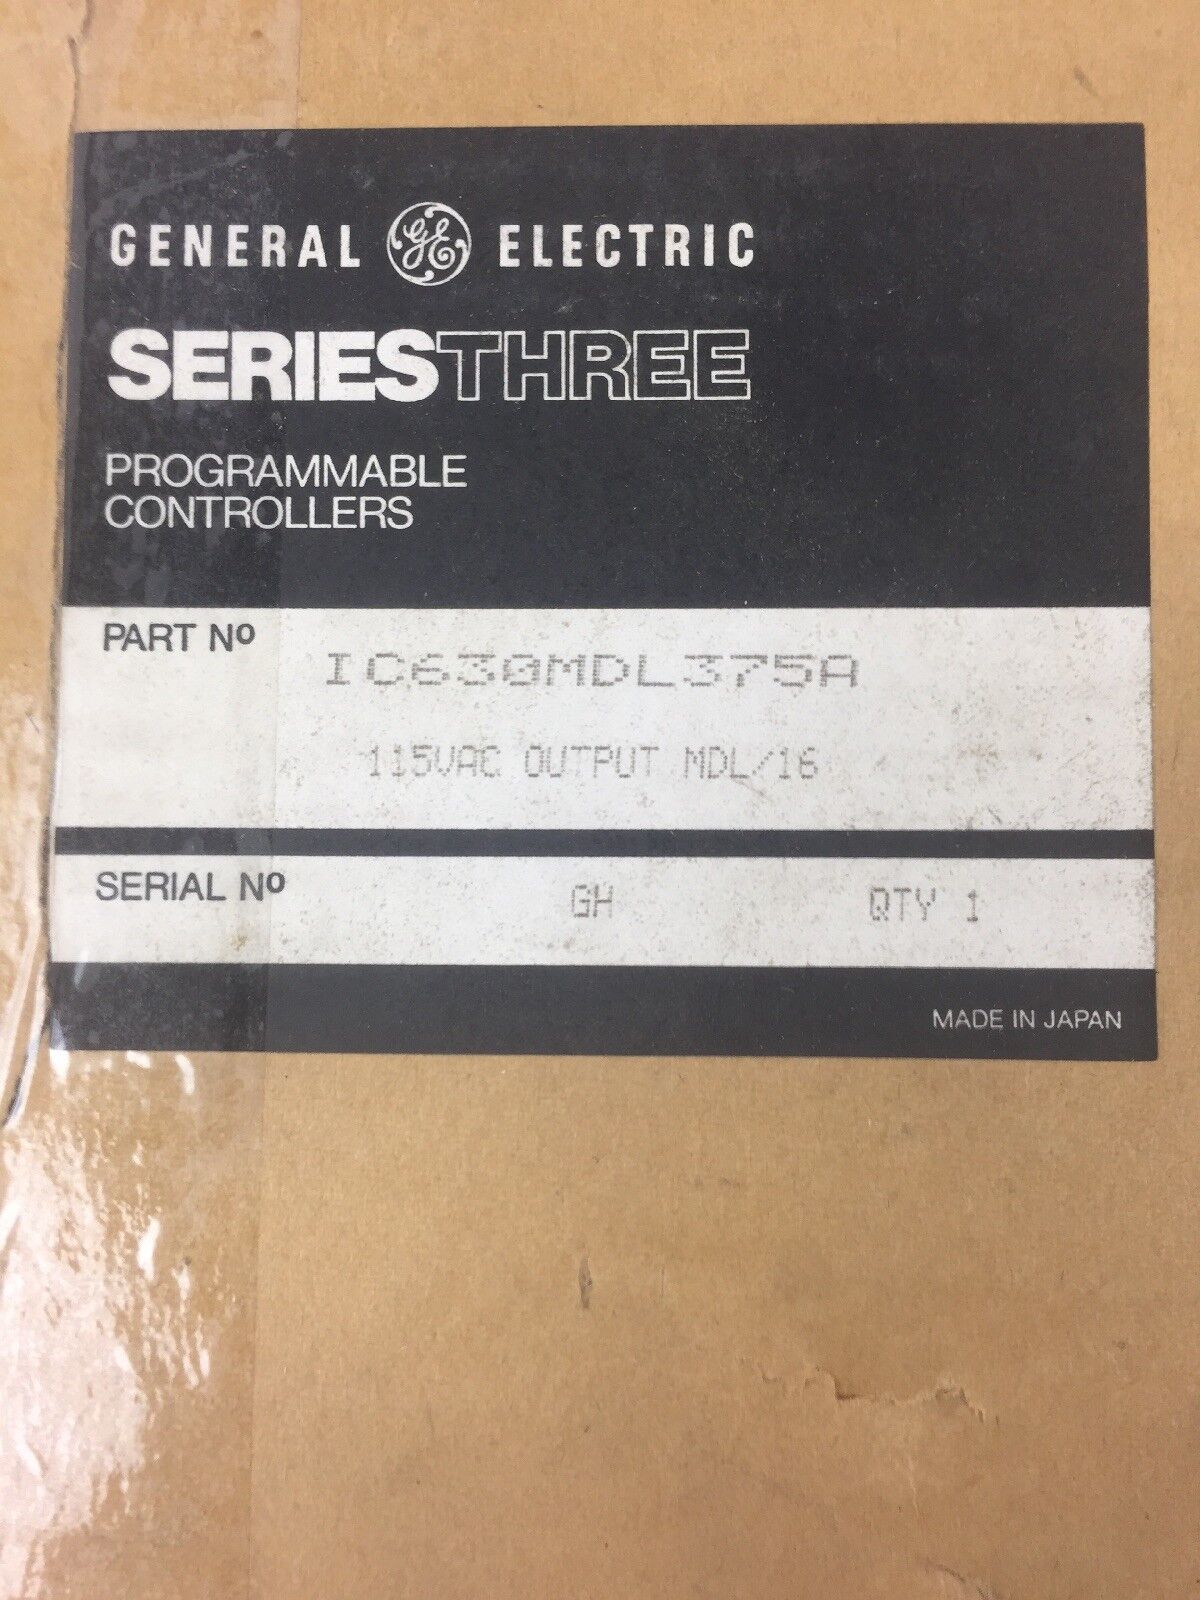 GENERAL GE ELECTRIC
SERIESTHREE
PROGRAMMABLE
CONTROLLERS
PART Nº IC630MDL375A
115VAC OUTPUT MDL/16
SERIAL Nº GH QTY 1
MADE IN JAPAN